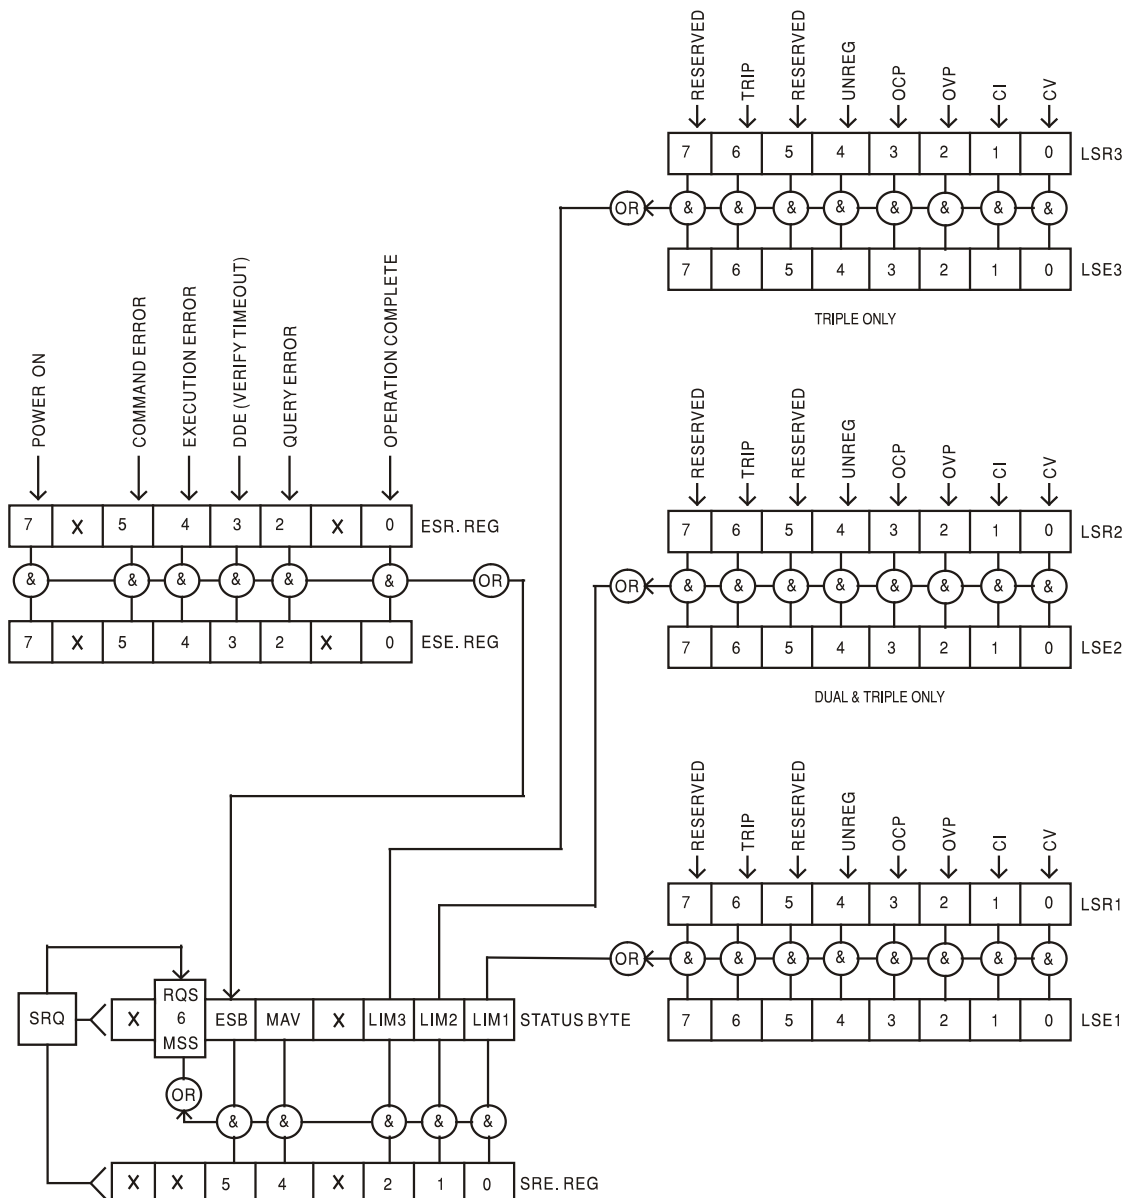 RESERVED TRIP RESERVED UNREG OCP OVP CI CV
7 6 5 4 3 2 1 0 LSR3
OR & & & & & & & &
7 6 5 4 3 2 1 0 LSE3
TRIPLE ONLY
POWER ON COMMAND ERROR EXECUTION ERROR DDE (VERIFY TIMEOUT) QUERY ERROR OPERATION COMPLETE
7 X 5 4 3 2 X 0 ESR. REG
& & & & & & OR
7 X 5 4 3 2 X 0 ESE. REG
RESERVED TRIP RESERVED UNREG OCP OVP CI CV
7 6 5 4 3 2 1 0 LSR2
OR & & & & & & & &
7 6 5 4 3 2 1 0 LSE2
DUAL & TRIPLE ONLY
RESERVED TRIP RESERVED UNREG OCP OVP CI CV
7 6 5 4 3 2 1 0 LSR1
OR & & & & & & & &
7 6 5 4 3 2 1 0 LSE1
SRQ X RQS 6 MSS ESB MAV X LIM3 LIM2 LIM1 STATUS BYTE
OR
& & & & &
X X 5 4 X 2 1 0 SRE. REG